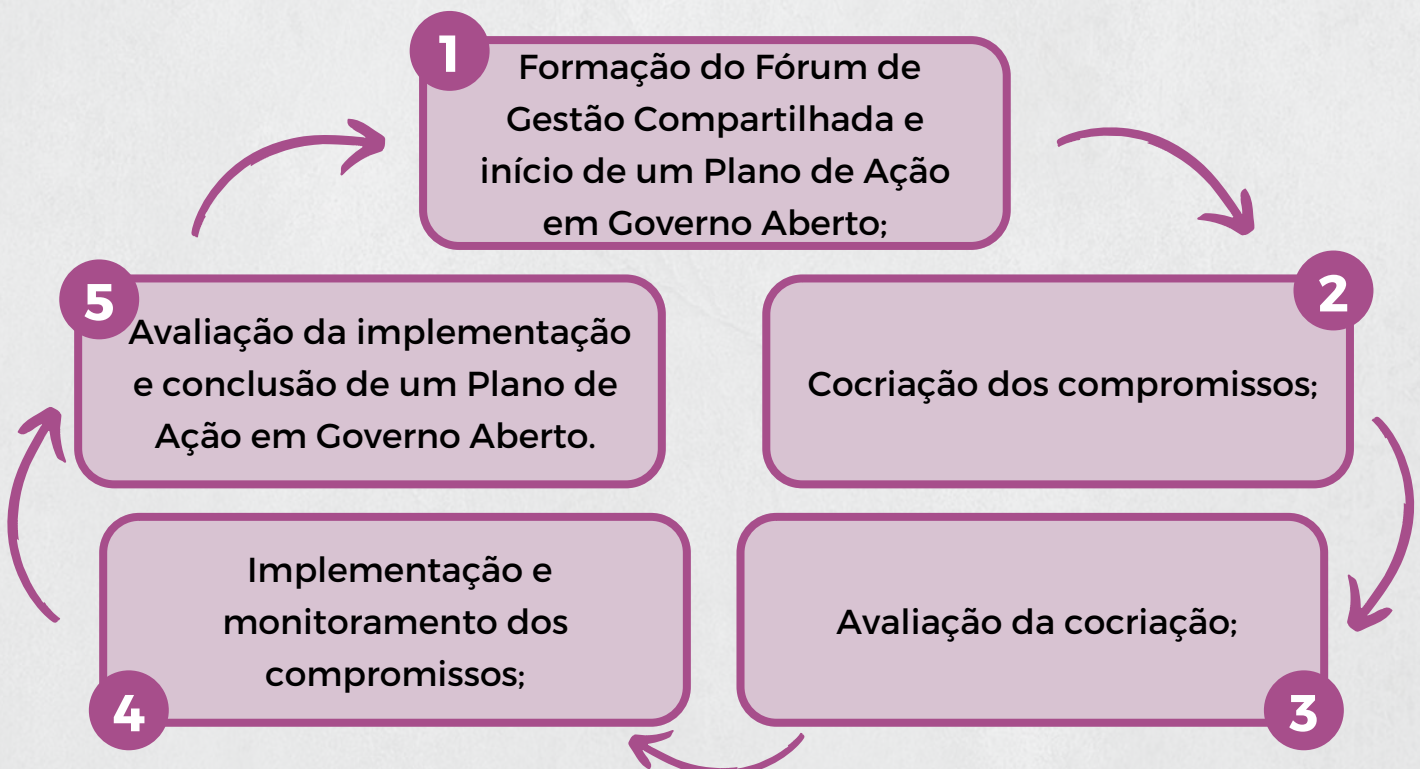 1
Formação do Fórum de
Gestão Compartilhada e
início de um Plano de Ação
em Governo Aberto;
2
Cocriação dos compromissos;
3
Avaliação da cocriação;
4
Implementação e
monitoramento dos
compromissos;
5
Avaliação da implementação
e conclusão de um Plano de
Ação em Governo Aberto.